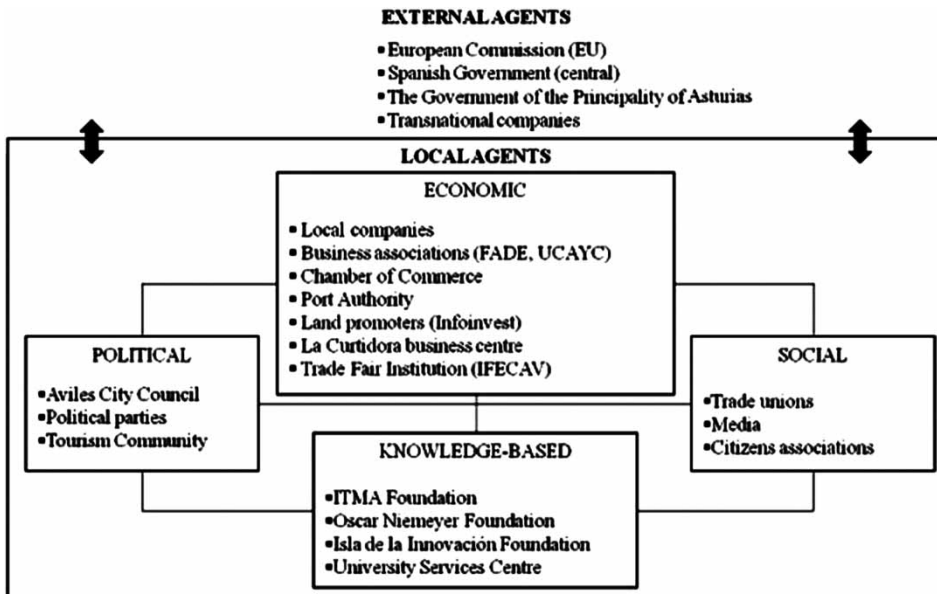 EXTERNAL AGENTS
▪ European Commission (EU)
▪ Spanish Government (central)
▪ The Government of the Principality of Asturias
▪ Transnational companies
LOCAL AGENTS
ECONOMIC
▪ Local companies
▪ Business associations (FADE, UCAYC)
▪ Chamber of Commerce
▪ Port Authority
▪ Land promoters (Infoinvest)
▪ La Curtidora business centre
▪ Trade Fair Institution (IFECAV)
POLITICAL
▪Aviles City Council
▪Political parties
▪Tourism Community
SOCIAL
▪Trade unions
▪Media
▪Citizens associations
KNOWLEDGE-BASED
▪ITMA Foundation
▪Oscar Niemeyer Foundation
▪Isla de la Innovación Foundation
▪University Services Centre